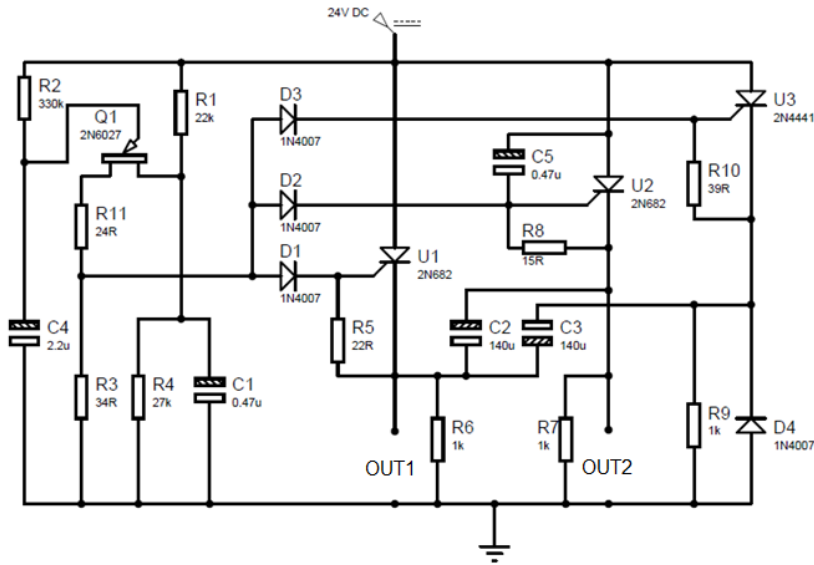 24V DC
R2
330k
Q1
2N6027
R1
22k
D3
1N4007
U3
2N4441
C5
0.47u
R10
39R
D2
1N4007
U2
2N682
R11
24R
R8
15R
D1
1N4007
U1
2N682
C4
2.2u
R5
22R
C2
140u
C3
140u
R3
34R
R4
27k
C1
0.47u
R6
1k
R7
1k
R9
1k
D4
1N4007
OUT1
OUT2